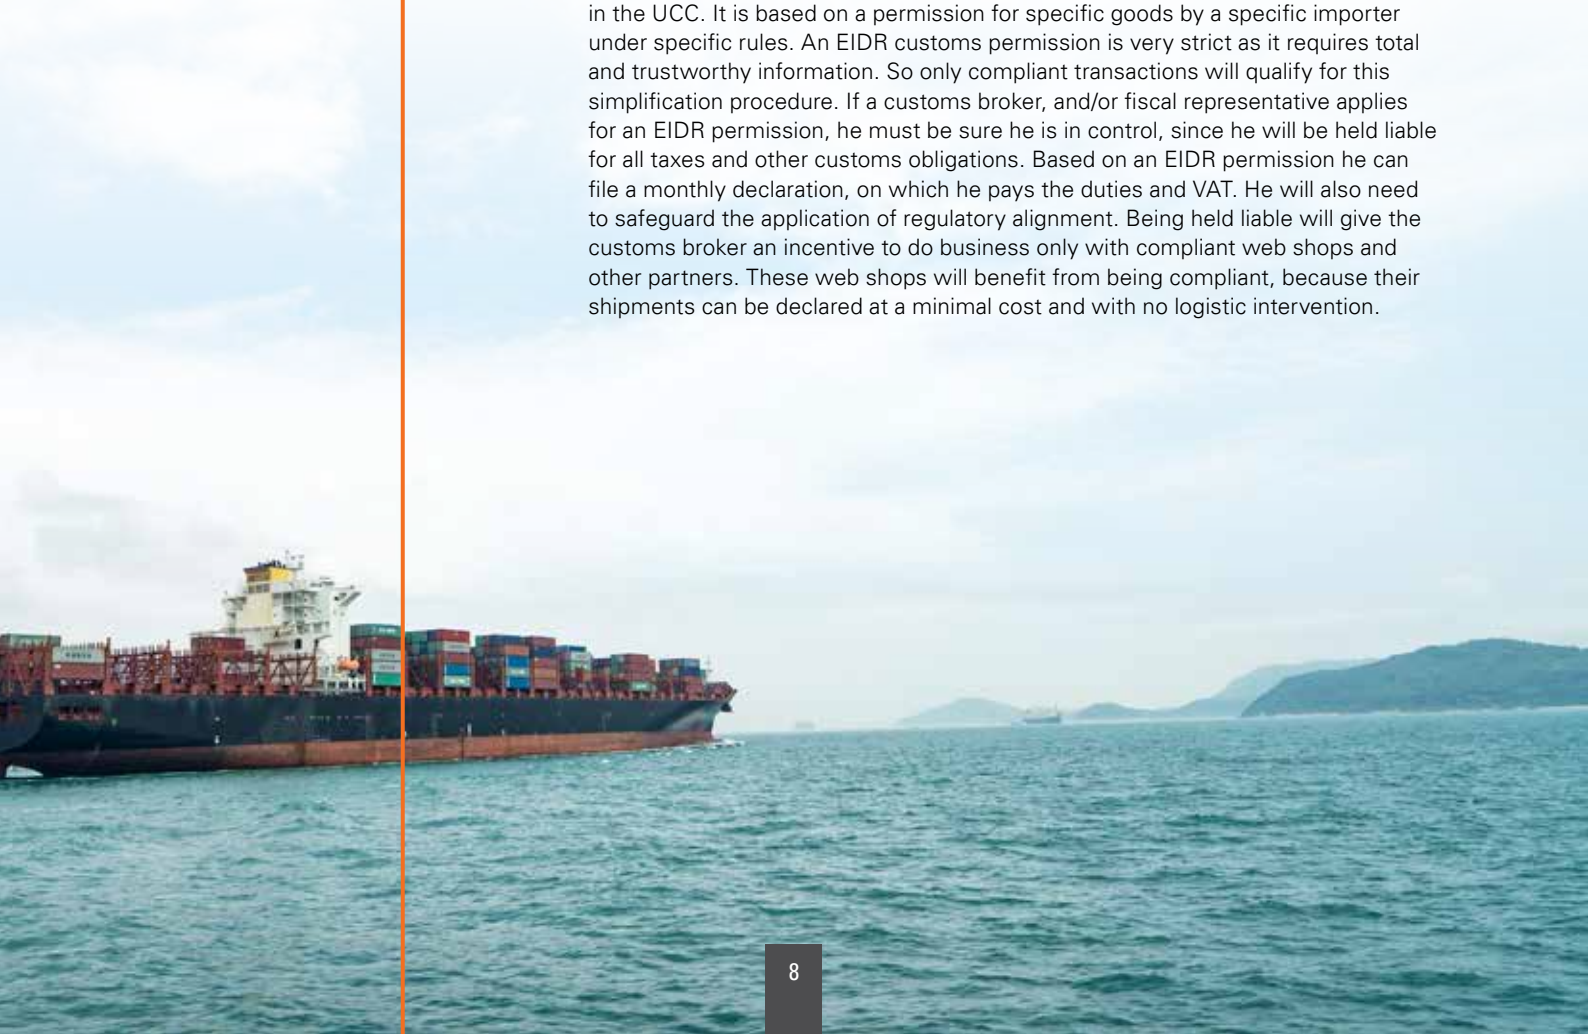 in the UCC. It is based on a permission for specific goods by a specific importer
under specific rules. An EIDR customs permission is very strict as it requires total
and trustworthy information. So only compliant transactions will qualify for this
simplification procedure. If a customs broker, and/or fiscal representative applies
for an EIDR permission, he must be sure he is in control, since he will be held liable
for all taxes and other customs obligations. Based on an EIDR permission he can
file a monthly declaration, on which he pays the duties and VAT. He will also need
to safeguard the application of regulatory alignment. Being held liable will give the
customs broker an incentive to do business only with compliant web shops and
other partners. These web shops will benefit from being compliant, because their
shipments can be declared at a minimal cost and with no logistic intervention.
8